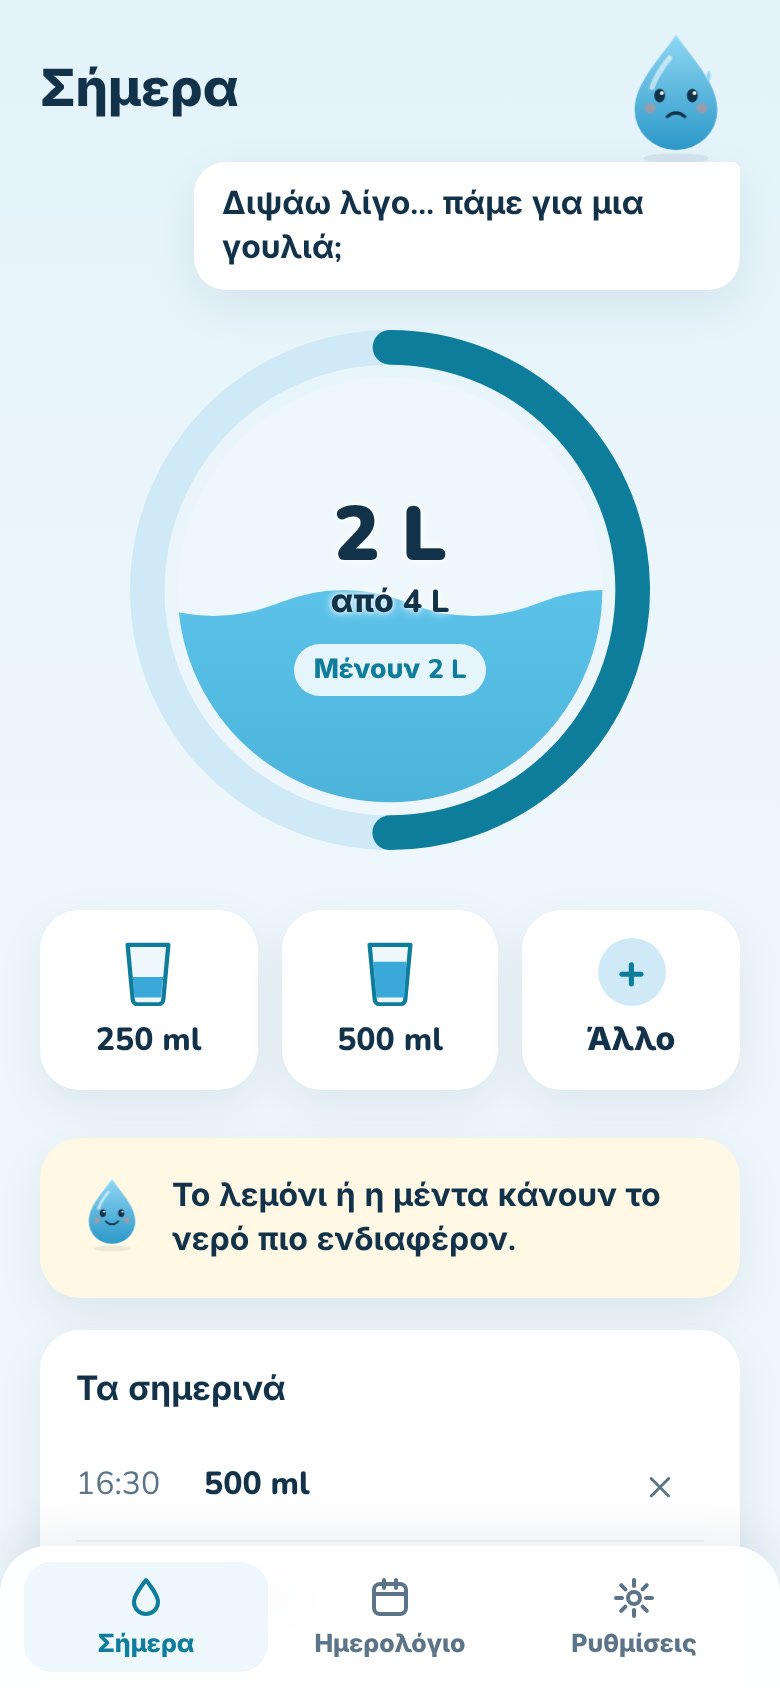 Σήμερα
Διψάω λίγο... πάμε για μια
γουλιά;
2 L
από 4 L
Μένουν 2 L
250 ml
500 ml
Άλλο
Το λεμόνι ή η μέντα κάνουν το
νερό πιο ενδιαφέρον.
Τα σημερινά
16:30 500 ml
Σήμερα
Ημερολόγιο
Ρυθμίσεις